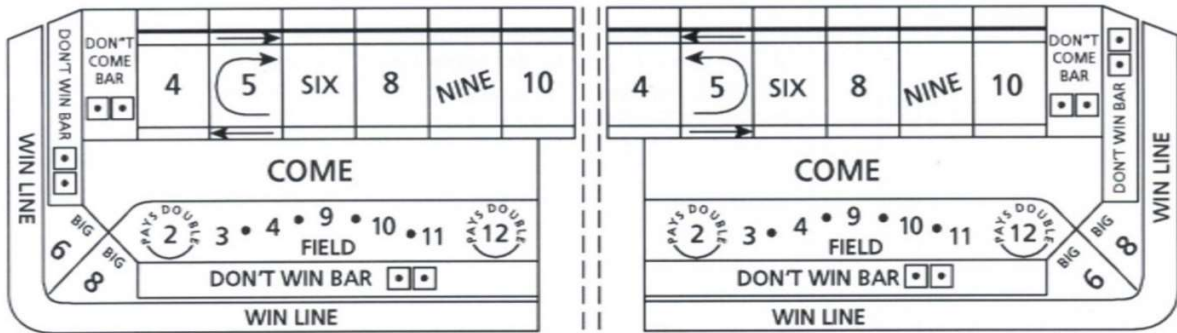 DON"T COME BAR
4 5 SIX 8 NINE 10
DON'T WIN BAR
WIN LINE
COME
PAYS DOUBLE 2
3 • 4 • 9 • 10 • 11
PAYS DOUBLE 12
FIELD
BIG 6
BIG 8
DON'T WIN BAR
WIN LINE
4 5 SIX 8 NINE 10
DON'T COME BAR
DON'T WIN BAR
WIN LINE
COME
PAYS DOUBLE 2
3 • 4 • 9 • 10 • 11
PAYS DOUBLE 12
FIELD
BIG 8
BIG 6
DON'T WIN BAR
WIN LINE